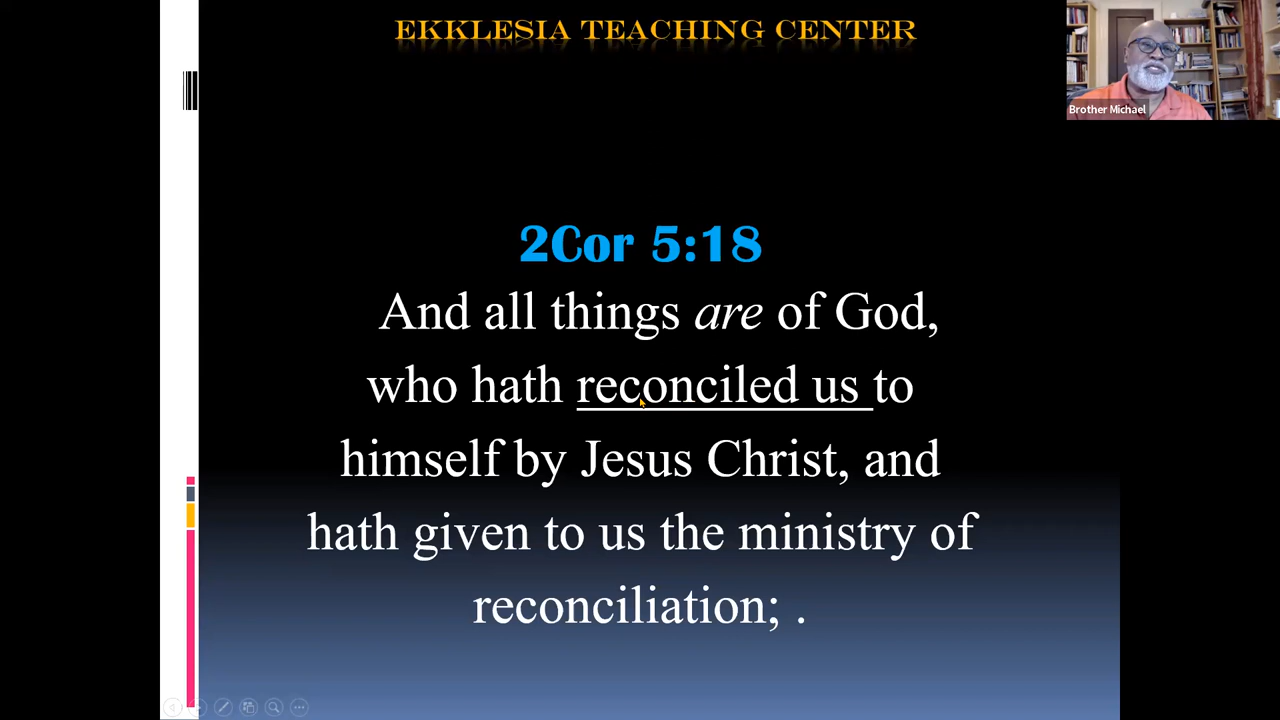 EKKLESIA TEACHING CENTER
Brother Michael
2Cor 5:18
And all things are of God,
who hath reconciled us to
himself by Jesus Christ, and
hath given to us the ministry of
reconciliation; .